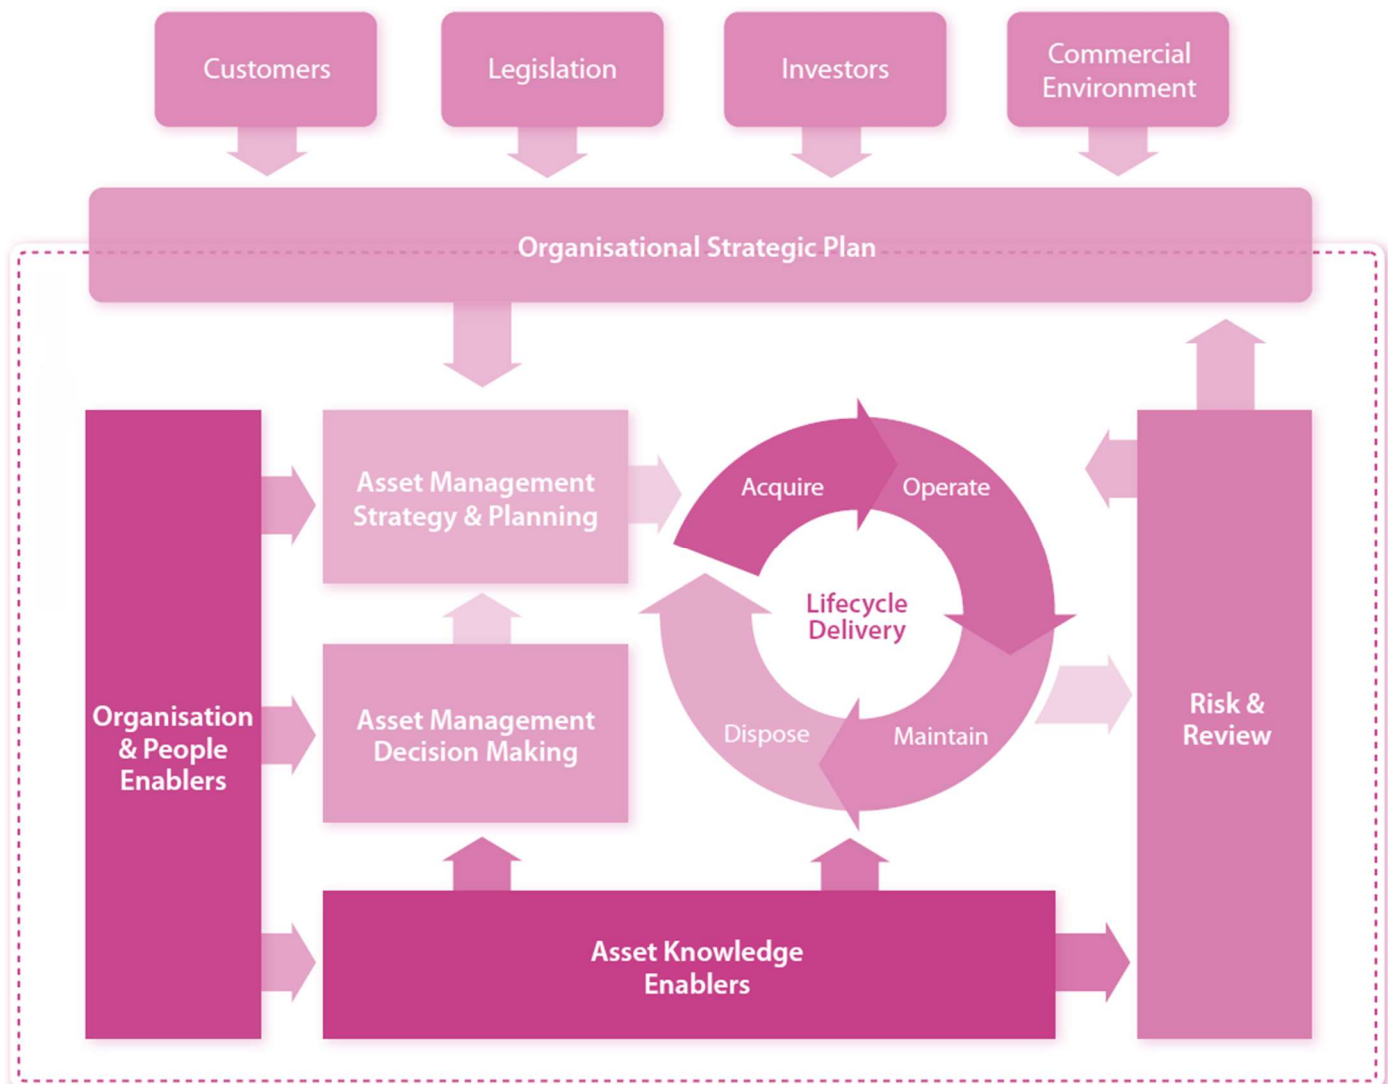 Customers
Legislation
Investors
Commercial
Environment
Organisational Strategic Plan
Asset Management
Strategy & Planning
Acquire
Operate
Lifecycle
Delivery
Organisation
& People
Enablers
Asset Management
Decision Making
Dispose
Maintain
Risk &
Review
Asset Knowledge
Enablers